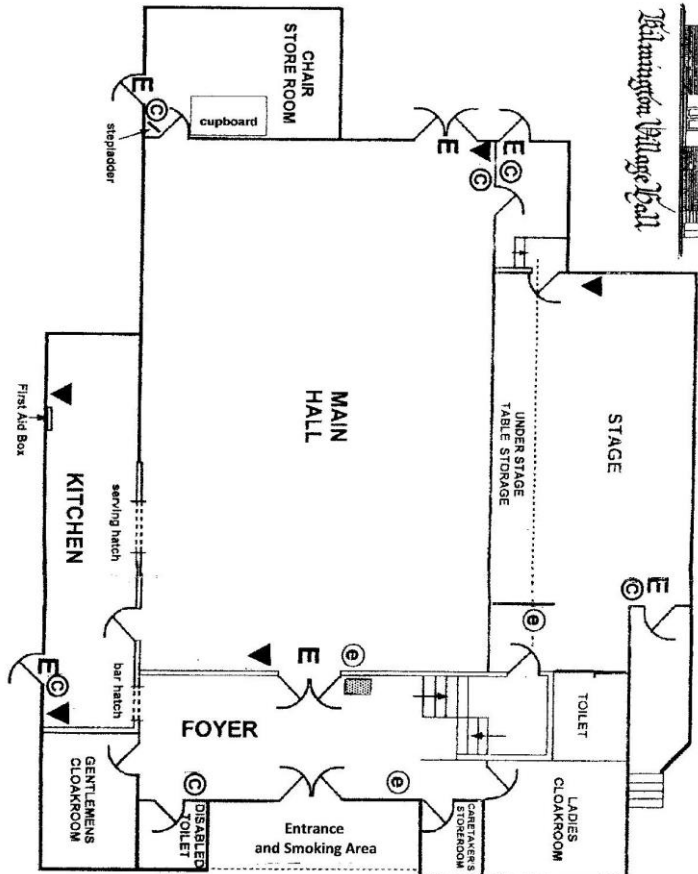 Kilmington Village Hall
CHAIR
STORE ROOM
cupboard
E
©
stepladder
E
E
©
©
STAGE
UNDER STAGE
TABLE STORAGE
MAIN
HALL
First Aid Box
KITCHEN
serving hatch
E
©
ⓔ
E
ⓔ
E
©
bar hatch
FOYER
TOILET
LADIES
CLOAKROOM
GENTLEMENS
CLOAKROOM
©
DISABLED
TOILET
ⓔ
Entrance
and Smoking Area
CARETAKER'S
STOREROOM